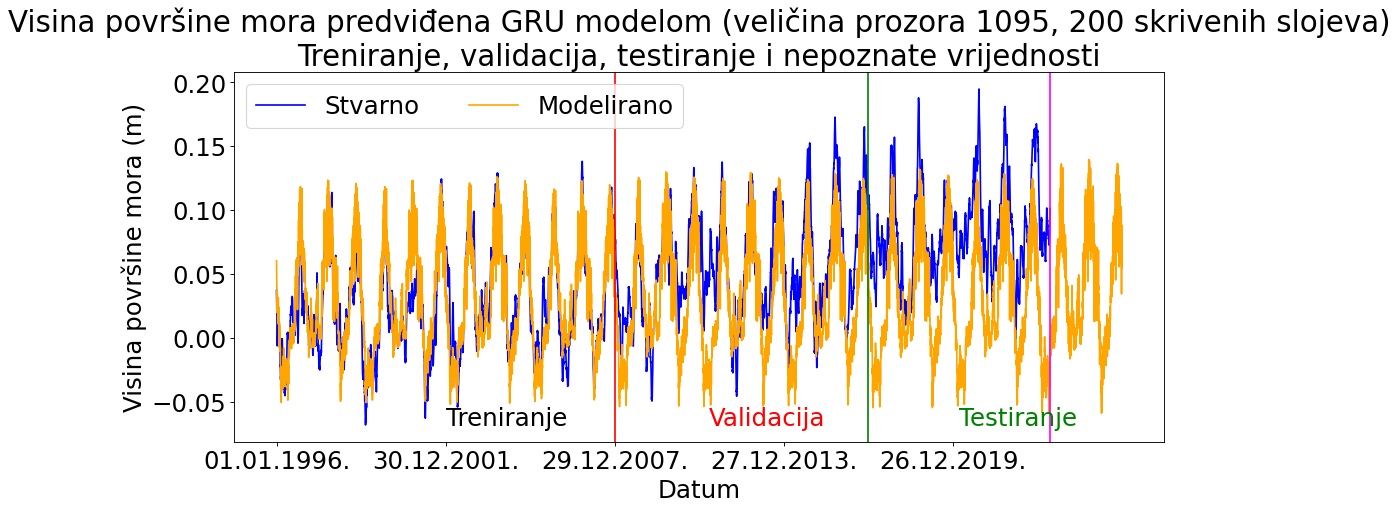 Visina površine mora predviđena GRU modelom (veličina prozora 1095, 200 skrivenih slojeva)
Treniranje, validacija, testiranje i nepoznate vrijednosti
Visina površine mora (m)
0.20
0.15
0.10
0.05
0.00
−0.05
Stvarno Modelirano
Treniranje Validacija Testiranje
01.01.1996. 30.12.2001. 29.12.2007. 27.12.2013. 26.12.2019.
Datum